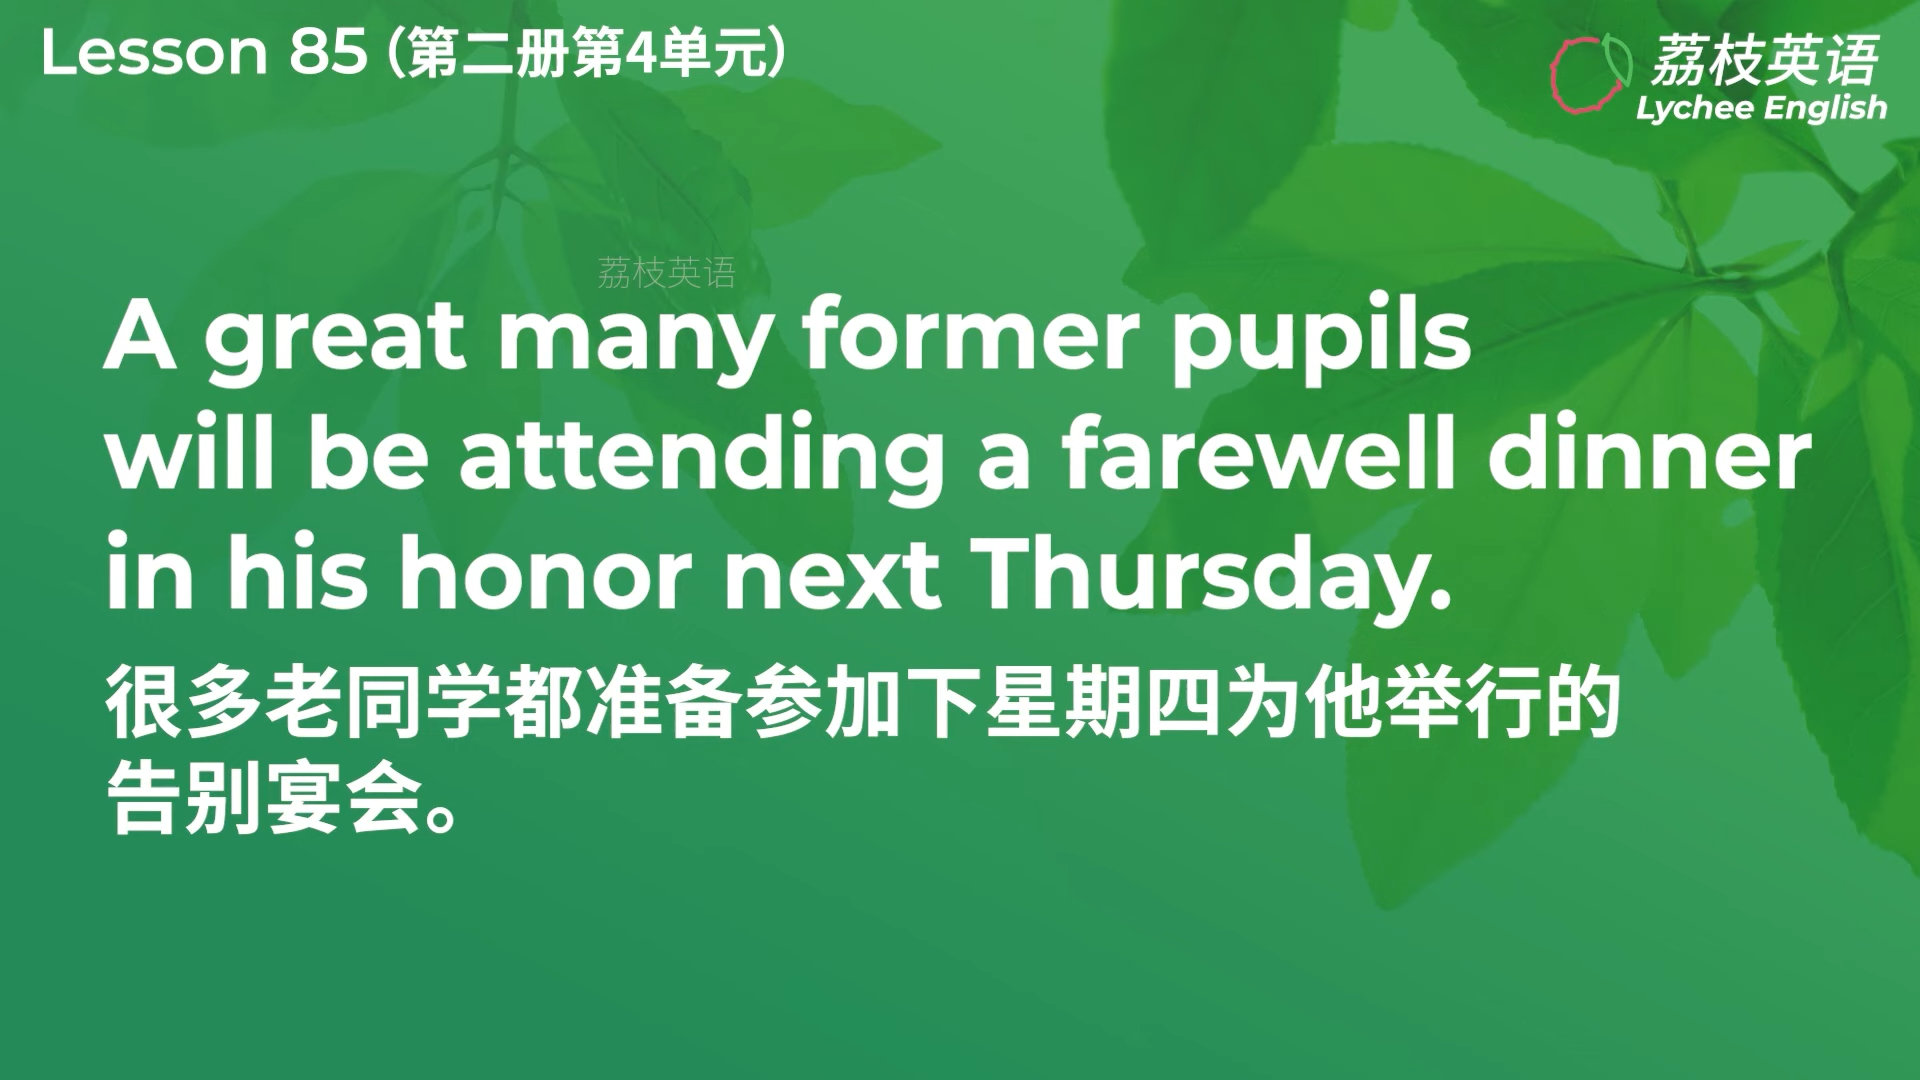 Lesson 85（第二册第4单元）
荔枝英语
Lychee English
荔枝英语
A great many former pupils
will be attending a farewell dinner
in his honor next Thursday.
很多老同学都准备参加下星期四为他举行的
告别宴会。